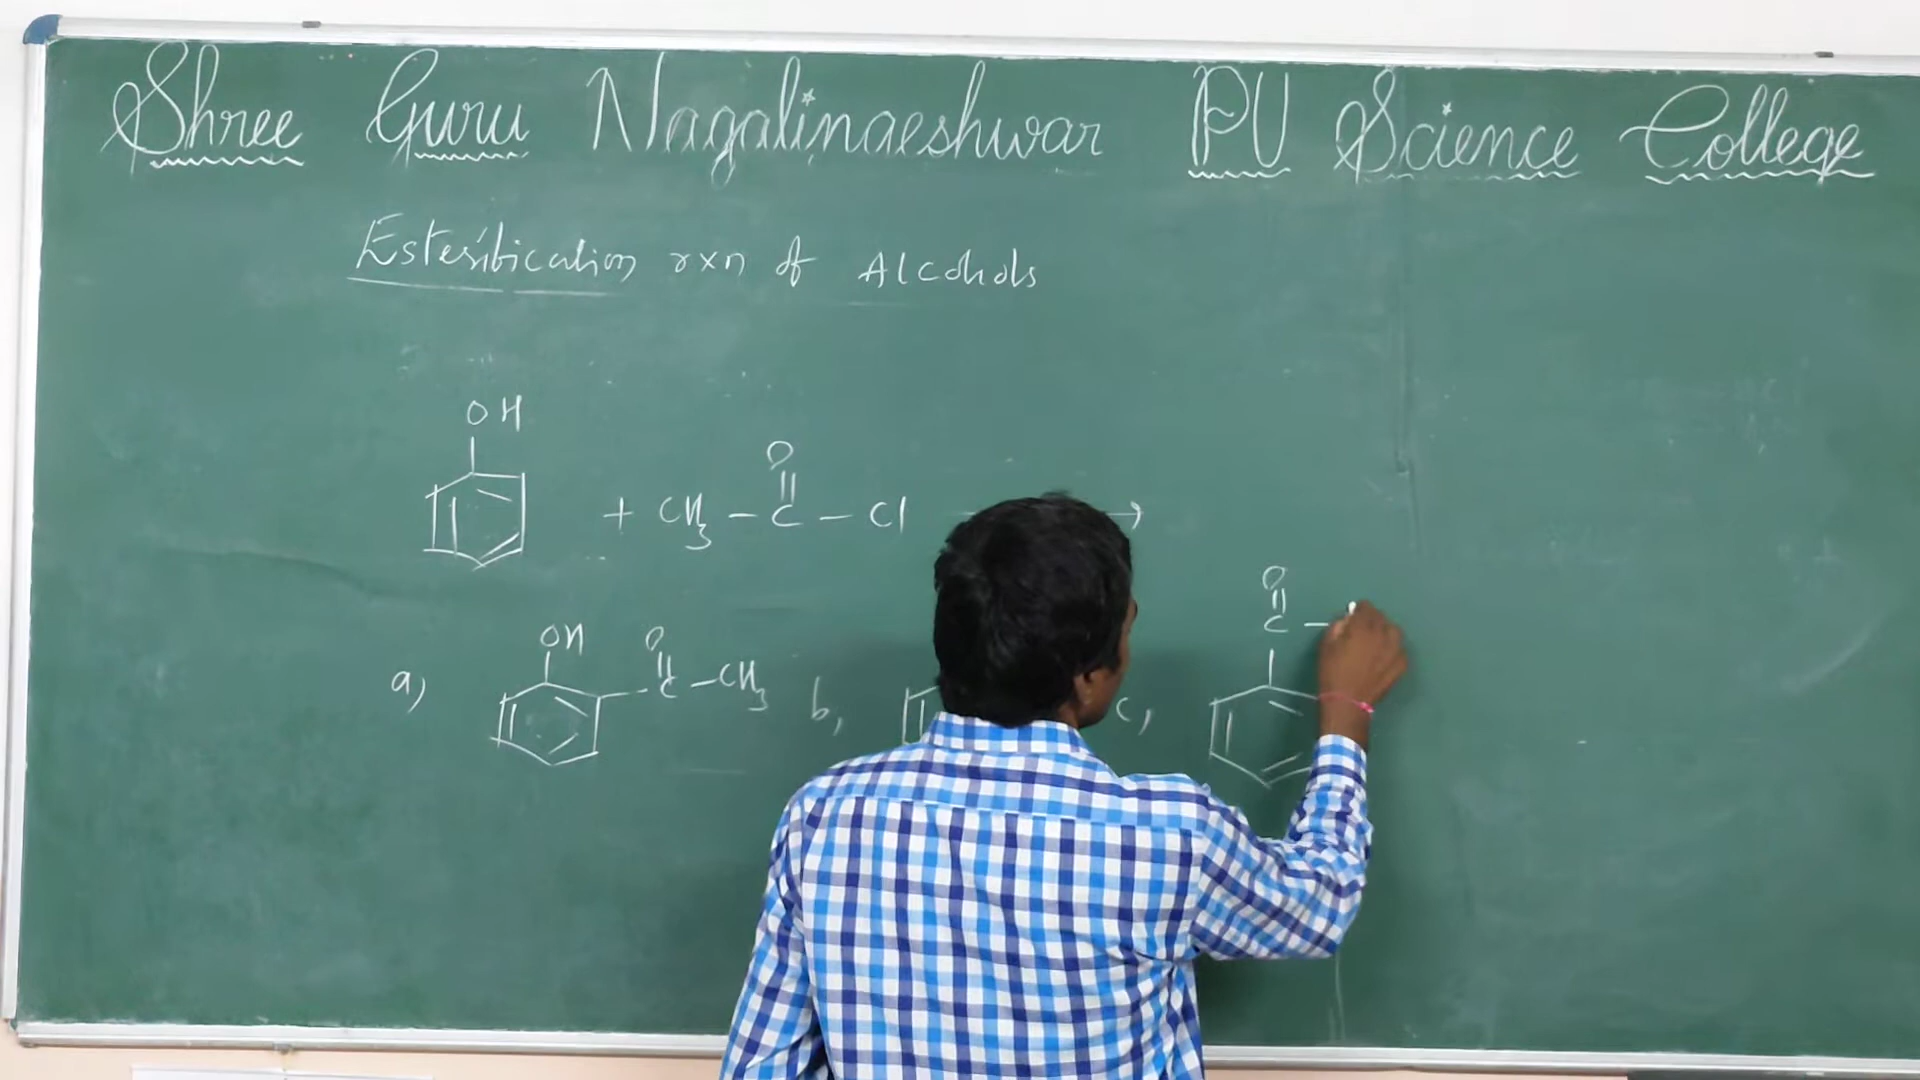 Shree Guru Nagalinaeshwar PU Science College
Esterification rxn of Alcohols
OH
O
+ CH3 - C - Cl →
OH O O
a) C - CH3 b, c, C -